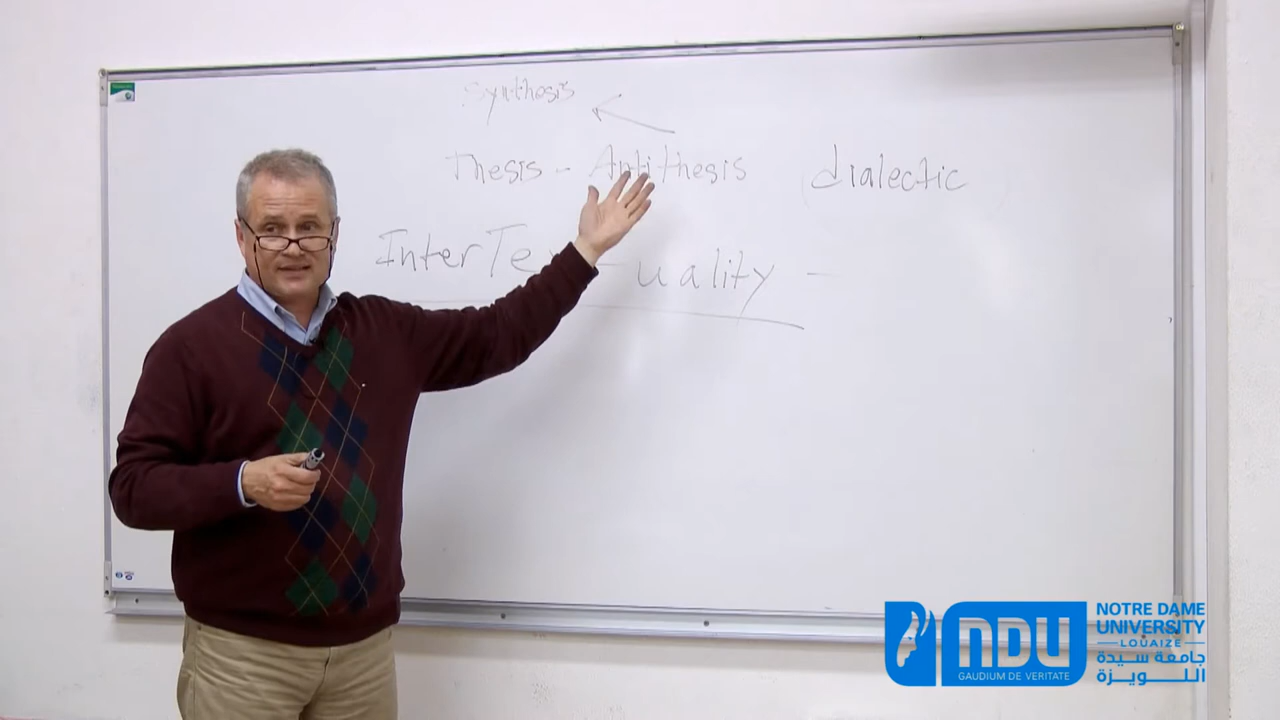 synthesis
Thesis - Antithesis dialectic
InterTe uality -
NDU
GAUDIUM DE VERITATE
NOTRE DAME
UNIVERSITY
LOUAIZE
جامعة سيدة
اللويزة